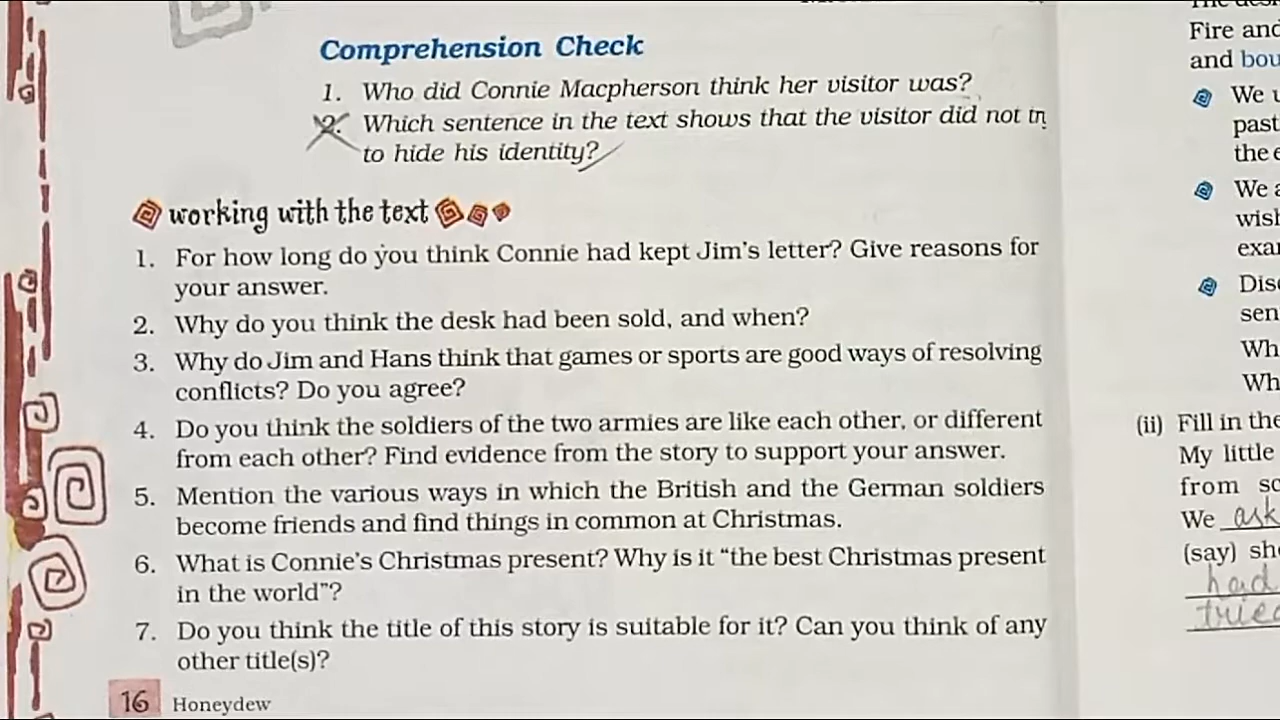 Comprehension Check
1. Who did Connie Macpherson think her visitor was?
2. Which sentence in the text shows that the visitor did not
to hide his identity?
working with the text
1. For how long do you think Connie had kept Jim's letter? Give reasons for
your answer.
2. Why do you think the desk had been sold, and when?
3. Why do Jim and Hans think that games or sports are good ways of resolving
conflicts? Do you agree?
4. Do you think the soldiers of the two armies are like each other, or different
from each other? Find evidence from the story to support your answer.
5. Mention the various ways in which the British and the German soldiers
become friends and find things in common at Christmas.
6. What is Connie's Christmas present? Why is it “the best Christmas present
in the world”?
7. Do you think the title of this story is suitable for it? Can you think of any
other title(s)?
16 Honeydew
Fire and
and
We
past
the
We
Wh
Wh
(ii) Fill in the
My little
from
We ask
(say)
had
tried